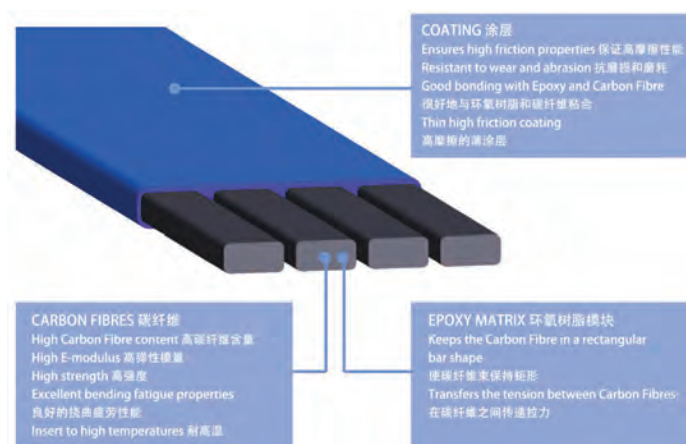 COATING 涂层
Ensures high friction properties 保证高摩擦性能
Resistant to wear and abrasion 抗磨损和磨耗
Good bonding with Epoxy and Carbon Fibre
很好地与环氧树脂和碳纤维粘合
Thin high friction coating
高摩擦的薄涂层
CARBON FIBRES 碳纤维
High Carbon Fibre content 高碳纤维含量
High E-modulus 高弹性模量
High strength 高强度
Excellent bending fatigue properties
良好的挠曲疲劳性能
Insert to high temperatures 耐高温
EPOXY MATRIX 环氧树脂模块
Keeps the Carbon Fibre in a rectangular
bar shape
使碳纤维束保持矩形
Transfers the tension between Carbon Fibres
在碳纤维之间传递拉力